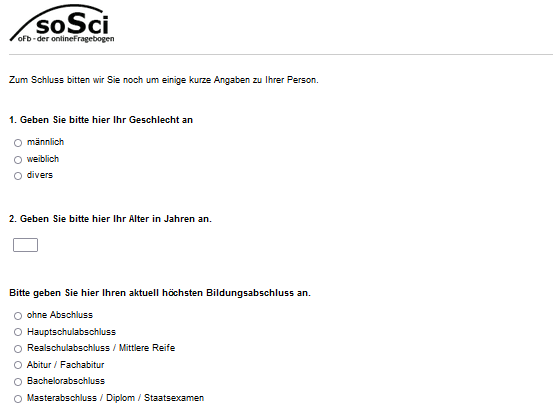 soSci
oFb - der onlineFragebogen
Zum Schluss bitten wir Sie noch um einige kurze Angaben zu Ihrer Person.
1. Geben Sie bitte hier Ihr Geschlecht an
männlich
weiblich
divers
2. Geben Sie bitte hier Ihr Alter in Jahren an.
Bitte geben Sie hier Ihren aktuell höchsten Bildungsabschluss an.
ohne Abschluss
Hauptschulabschluss
Realschulabschluss / Mittlere Reife
Abitur / Fachabitur
Bachelorabschluss
Masterabschluss / Diplom / Staatsexamen